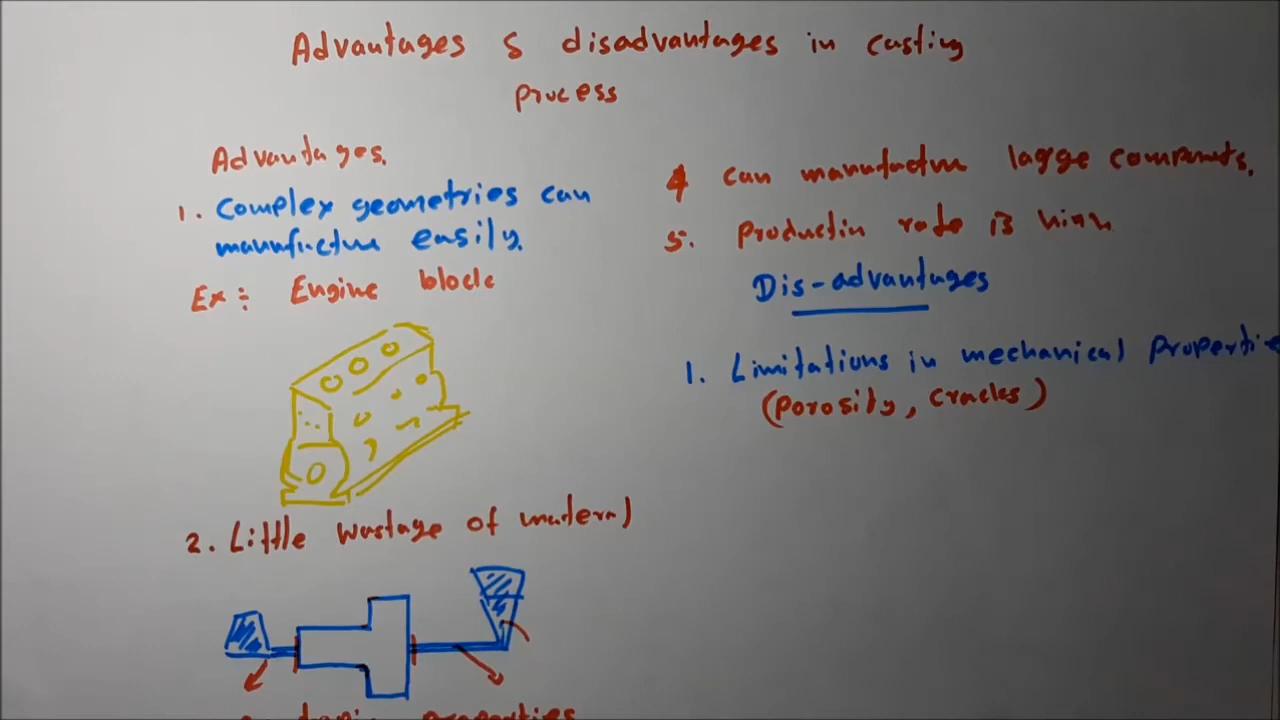 Advantages & disadvantages in casting
process
Advantages.
1. Complex geometries can
manufacture easily.
Ex: Engine block
2. Little wastage of material
properties
4 can manufacture large components.
5. Production rate is high
Dis-advantages
1. Limitations in mechanical propertie
(porosity, cracks)